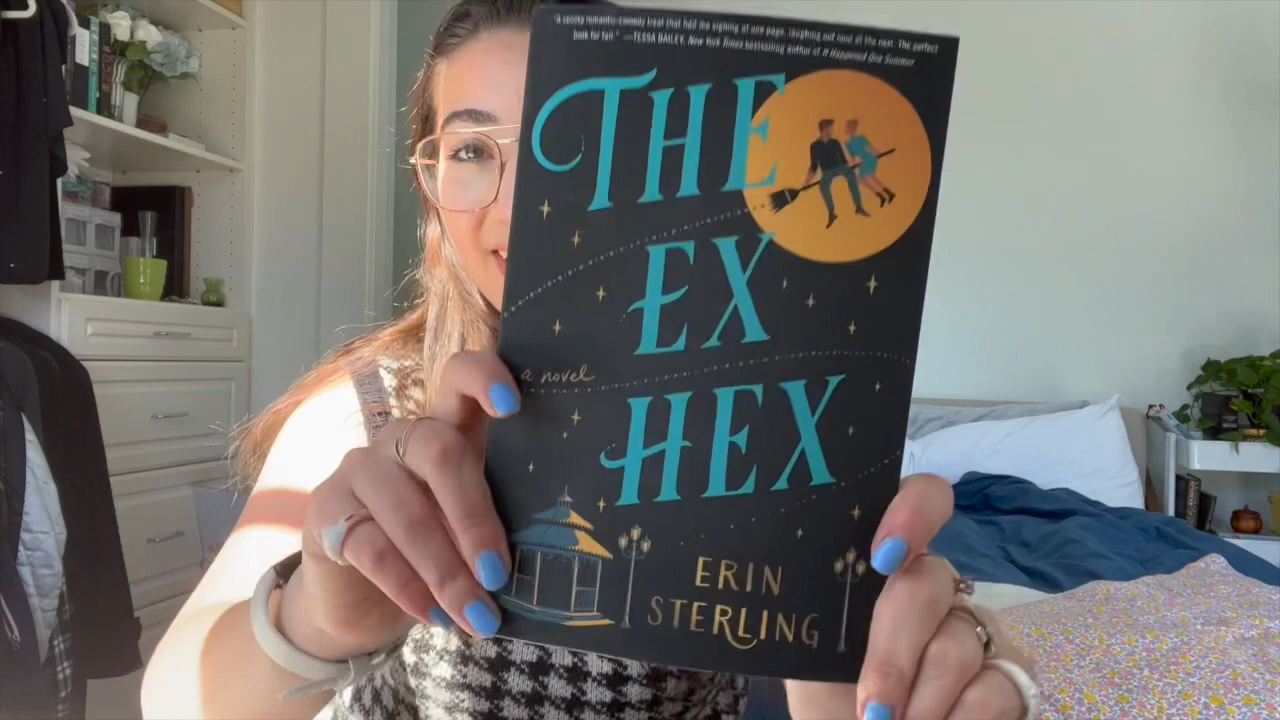 "A spooky romantic-comedy treat that had me sighing at one page, laughing out loud at the next. The perfect
book for fall." —TESSA BAILEY, New York Times bestselling author of It Happened One Summer
THE
EX
a novel
HEX
ERIN
STERLING